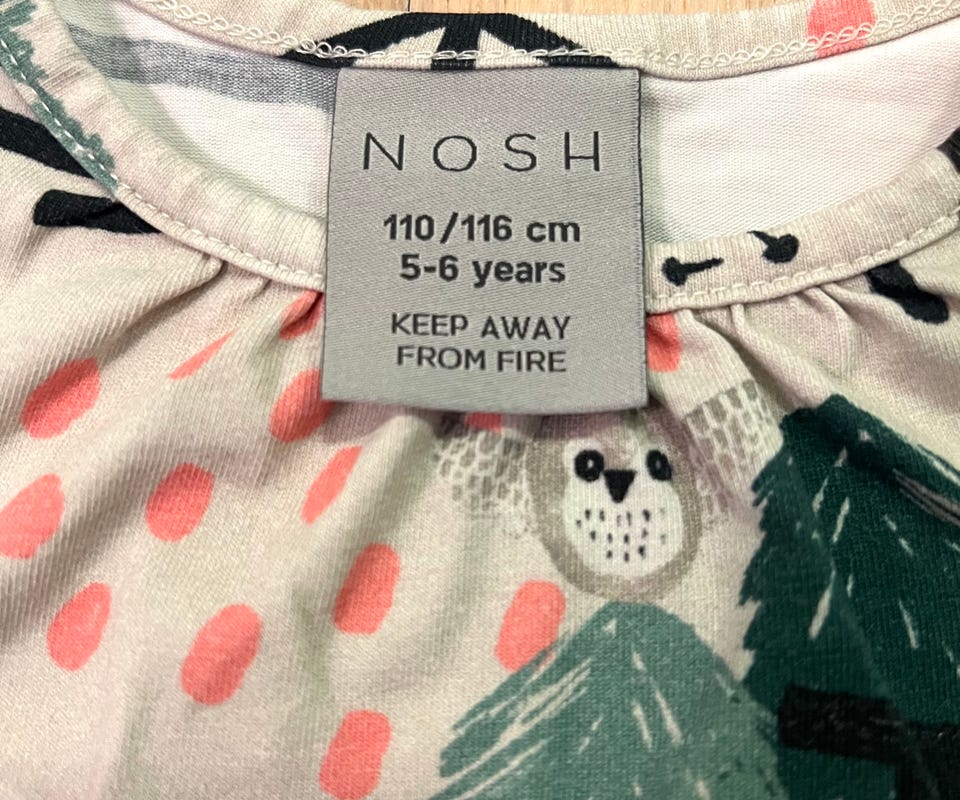 NOSH
110/116 cm
5-6 years
KEEP AWAY
FROM FIRE